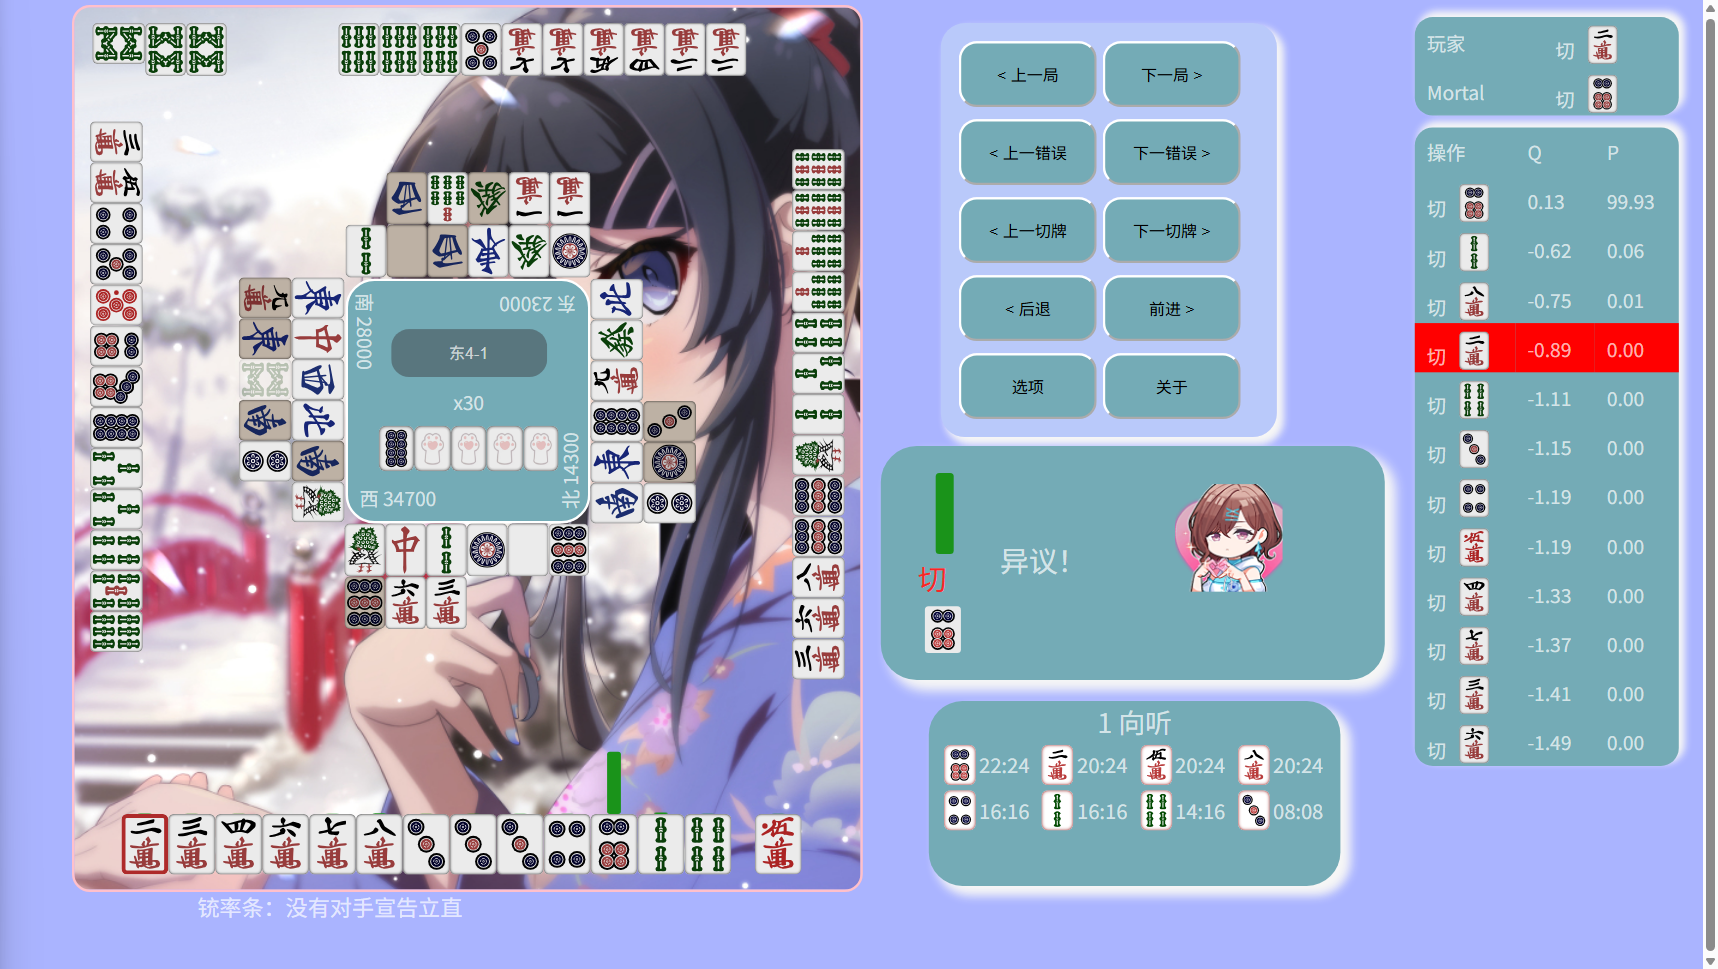 南 28000
东 23000
东4-1
x30
北 14300
西 34700
铳率条：没有对手宣告立直
< 上一局
下一局 >
< 上一错误
下一错误 >
< 上一切牌
下一切牌 >
< 后退
前进 >
选项
关于
切
异议！
1 向听
22:24 20:24 20:24 20:24
16:16 16:16 14:16 08:08
玩家 切
Mortal 切
操作 Q P
切 0.13 99.93
切 -0.62 0.06
切 -0.75 0.01
切 -0.89 0.00
切 -1.11 0.00
切 -1.15 0.00
切 -1.19 0.00
切 -1.19 0.00
切 -1.33 0.00
切 -1.37 0.00
切 -1.41 0.00
切 -1.49 0.00